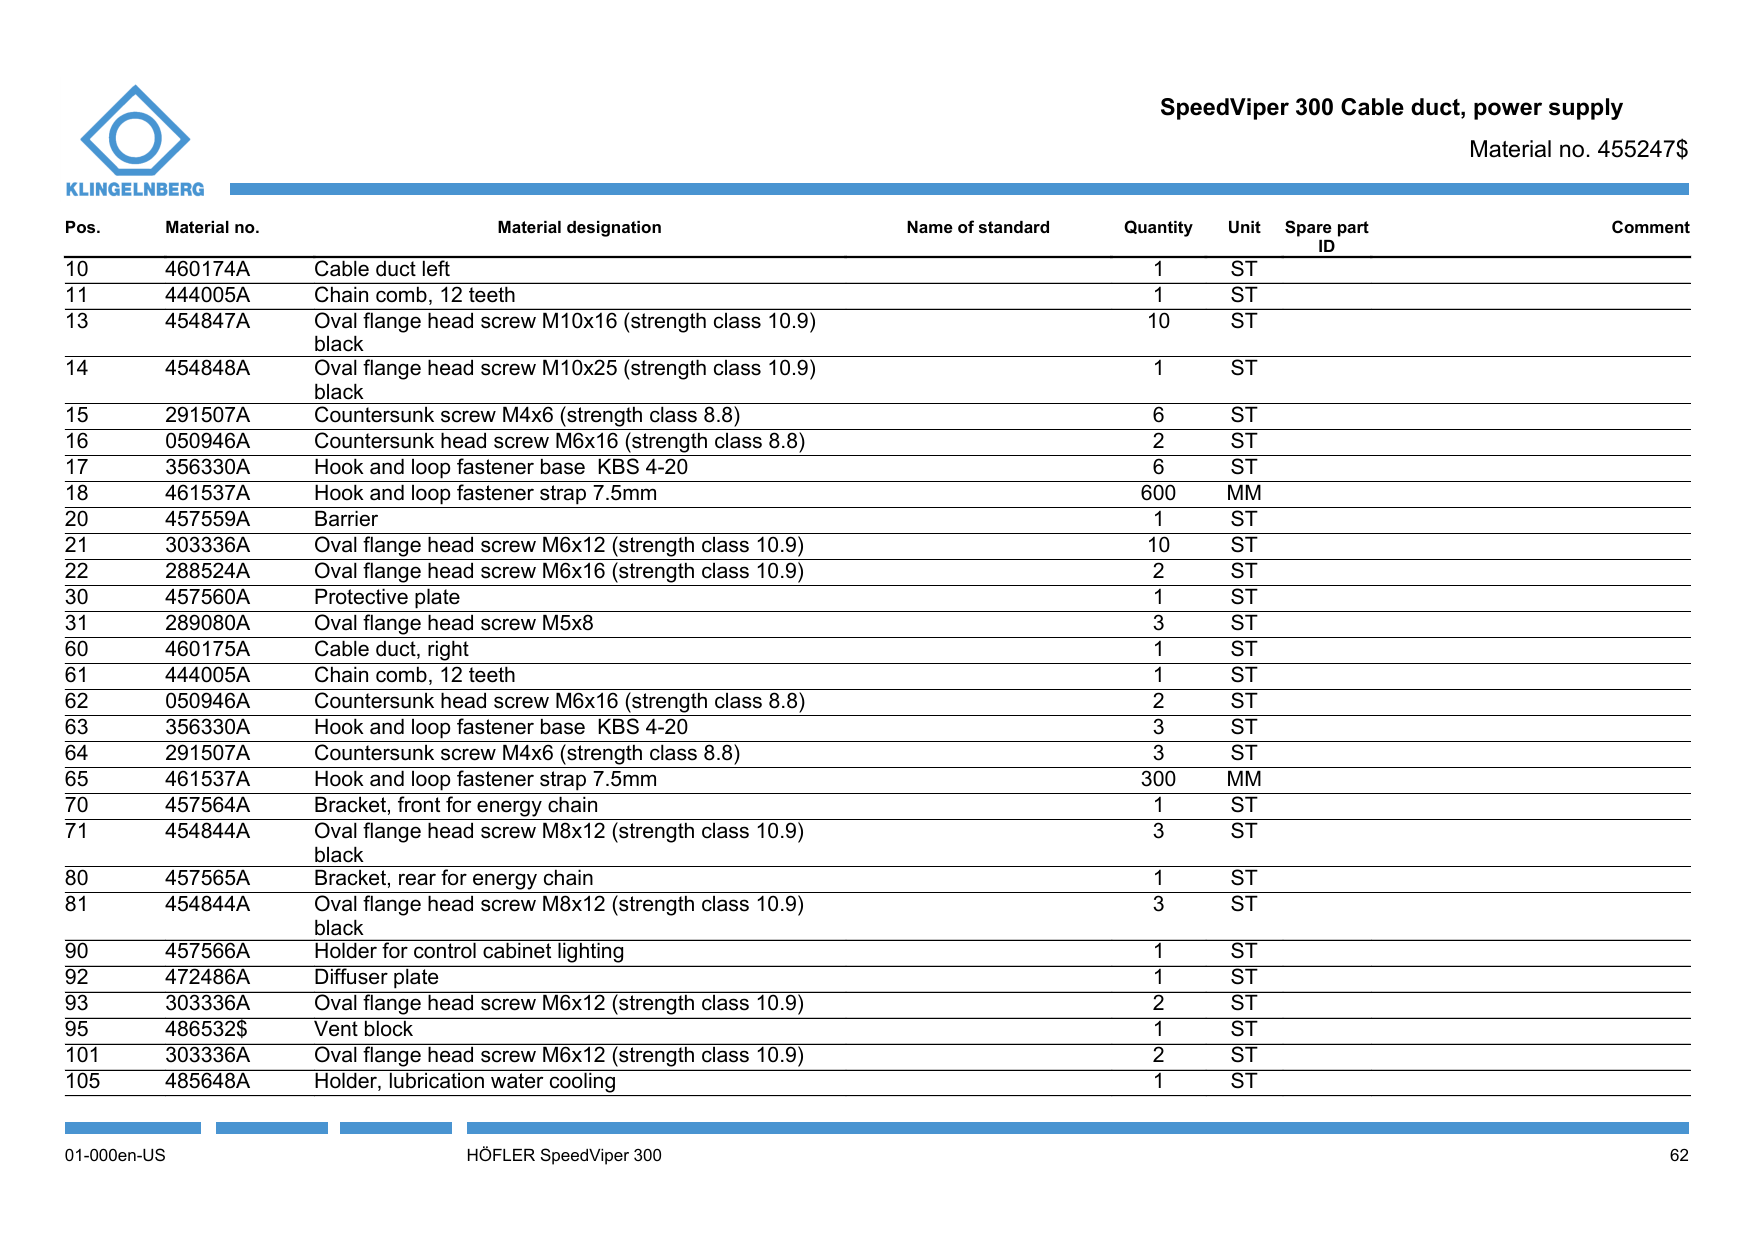 SpeedViper 300 Cable duct, power supply
Material no. 455247$
KLINGELNBERG
Pos. Material no. Material designation Name of standard Quantity Unit Spare part Comment
ID
10 460174A Cable duct left 1 ST
11 444005A Chain comb, 12 teeth 1 ST
13 454847A Oval flange head screw M10x16 (strength class 10.9) 10 ST
black
14 454848A Oval flange head screw M10x25 (strength class 10.9) 1 ST
black
15 291507A Countersunk screw M4x6 (strength class 8.8) 6 ST
16 050946A Countersunk head screw M6x16 (strength class 8.8) 2 ST
17 356330A Hook and loop fastener base  KBS 4-20 6 ST
18 461537A Hook and loop fastener strap 7.5mm 600 MM
20 457559A Barrier 1 ST
21 303336A Oval flange head screw M6x12 (strength class 10.9) 10 ST
22 288524A Oval flange head screw M6x16 (strength class 10.9) 2 ST
30 457560A Protective plate 1 ST
31 289080A Oval flange head screw M5x8 3 ST
60 460175A Cable duct, right 1 ST
61 444005A Chain comb, 12 teeth 1 ST
62 050946A Countersunk head screw M6x16 (strength class 8.8) 2 ST
63 356330A Hook and loop fastener base  KBS 4-20 3 ST
64 291507A Countersunk screw M4x6 (strength class 8.8) 3 ST
65 461537A Hook and loop fastener strap 7.5mm 300 MM
70 457564A Bracket, front for energy chain 1 ST
71 454844A Oval flange head screw M8x12 (strength class 10.9) 3 ST
black
80 457565A Bracket, rear for energy chain 1 ST
81 454844A Oval flange head screw M8x12 (strength class 10.9) 3 ST
black
90 457566A Holder for control cabinet lighting 1 ST
92 472486A Diffuser plate 1 ST
93 303336A Oval flange head screw M6x12 (strength class 10.9) 2 ST
95 486532$ Vent block 1 ST
101 303336A Oval flange head screw M6x12 (strength class 10.9) 2 ST
105 485648A Holder, lubrication water cooling 1 ST
01-000en-US HÖFLER SpeedViper 300 62